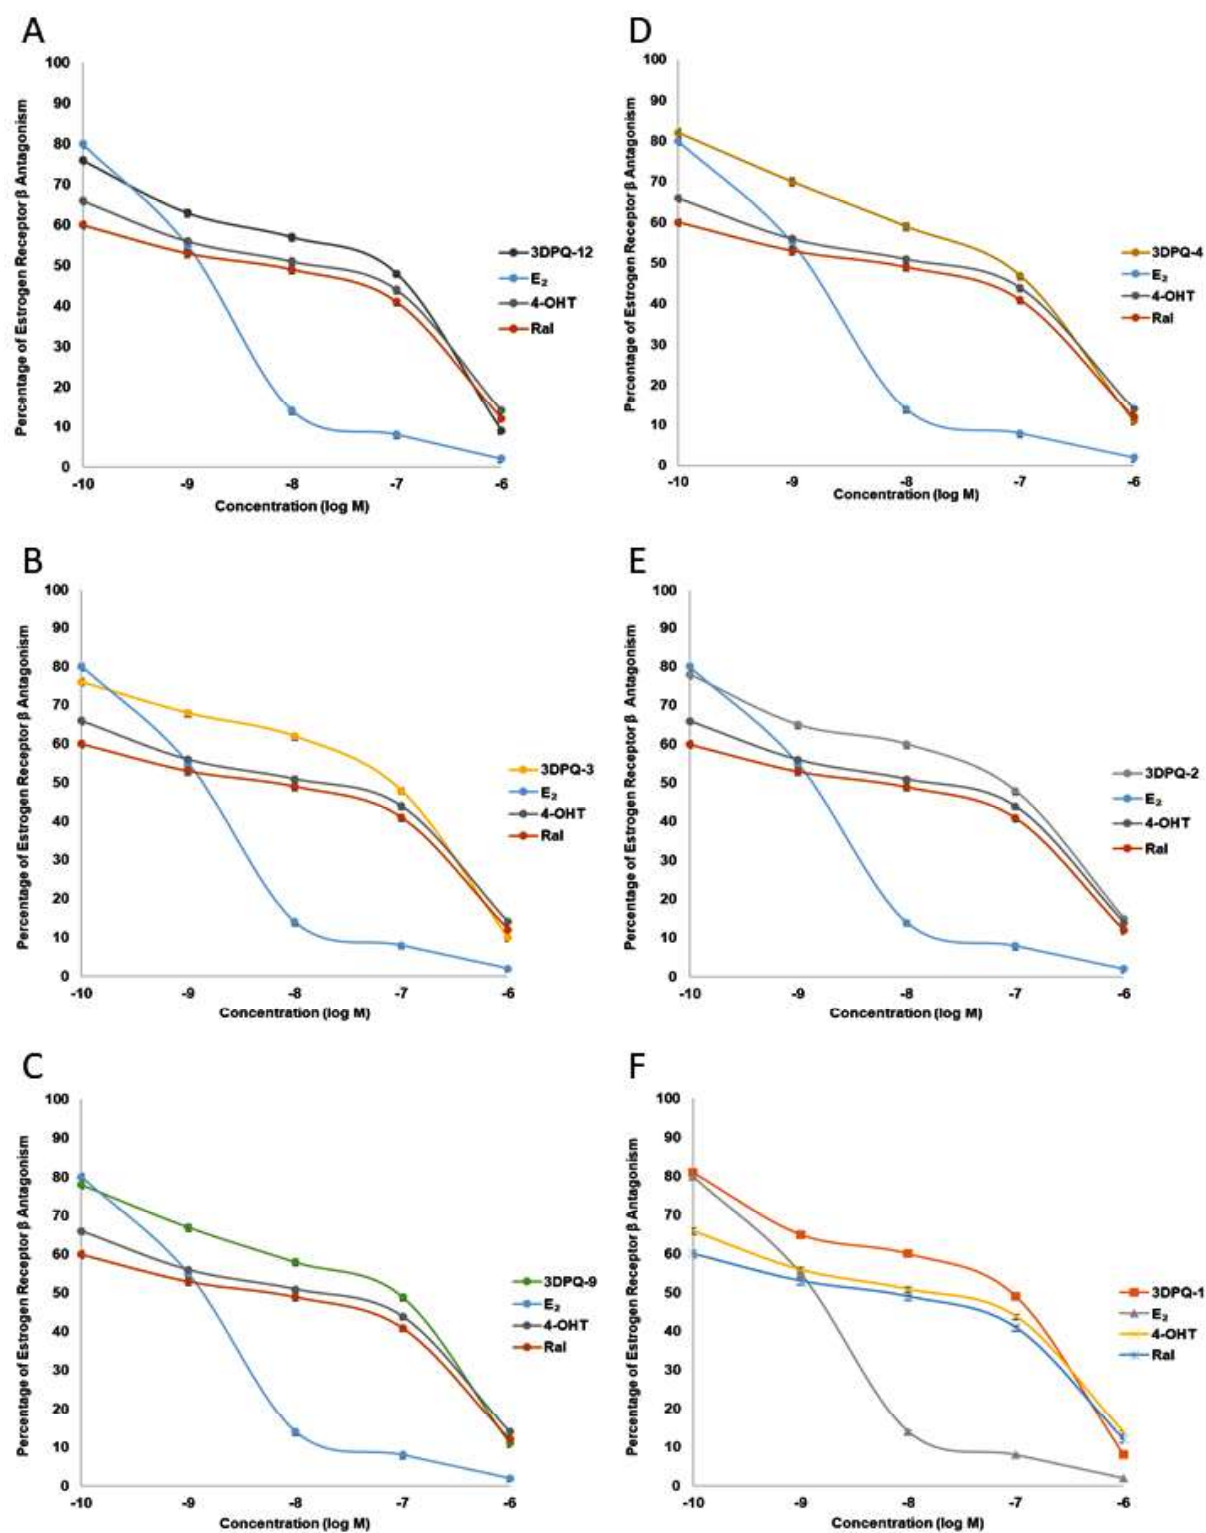 A
Percentage of Estrogen Receptor β Antagonism
100
90
80
70
60
50
40
30
20
10
0
-10 -9 -8 -7 -6
Concentration (log M)
3DPQ-12
E₂
4-OHT
Ral
D
Percentage of Estrogen Receptor β Antagonism
100
90
80
70
60
50
40
30
20
10
0
-10 -9 -8 -7 -6
Concentration (log M)
3DPQ-4
E₂
4-OHT
Ral
B
Percentage of Estrogen Receptor β Antagonism
100
90
80
70
60
50
40
30
20
10
0
-10 -9 -8 -7 -6
Concentration (log M)
3DPQ-3
E₂
4-OHT
Ral
E
Percentage of Estrogen Receptor β Antagonism
100
90
80
70
60
50
40
30
20
10
0
-10 -9 -8 -7 -6
Concentration (log M)
3DPQ-2
E₂
4-OHT
Ral
C
Percentage of Estrogen Receptor β Antagonism
100
90
80
70
60
50
40
30
20
10
0
-10 -9 -8 -7 -6
Concentration (log M)
3DPQ-9
E₂
4-OHT
Ral
F
Percentage of Estrogen Receptor β Antagonism
100
90
80
70
60
50
40
30
20
10
0
-10 -9 -8 -7 -6
Concentration (log M)
3DPQ-1
E₂
4-OHT
Ral